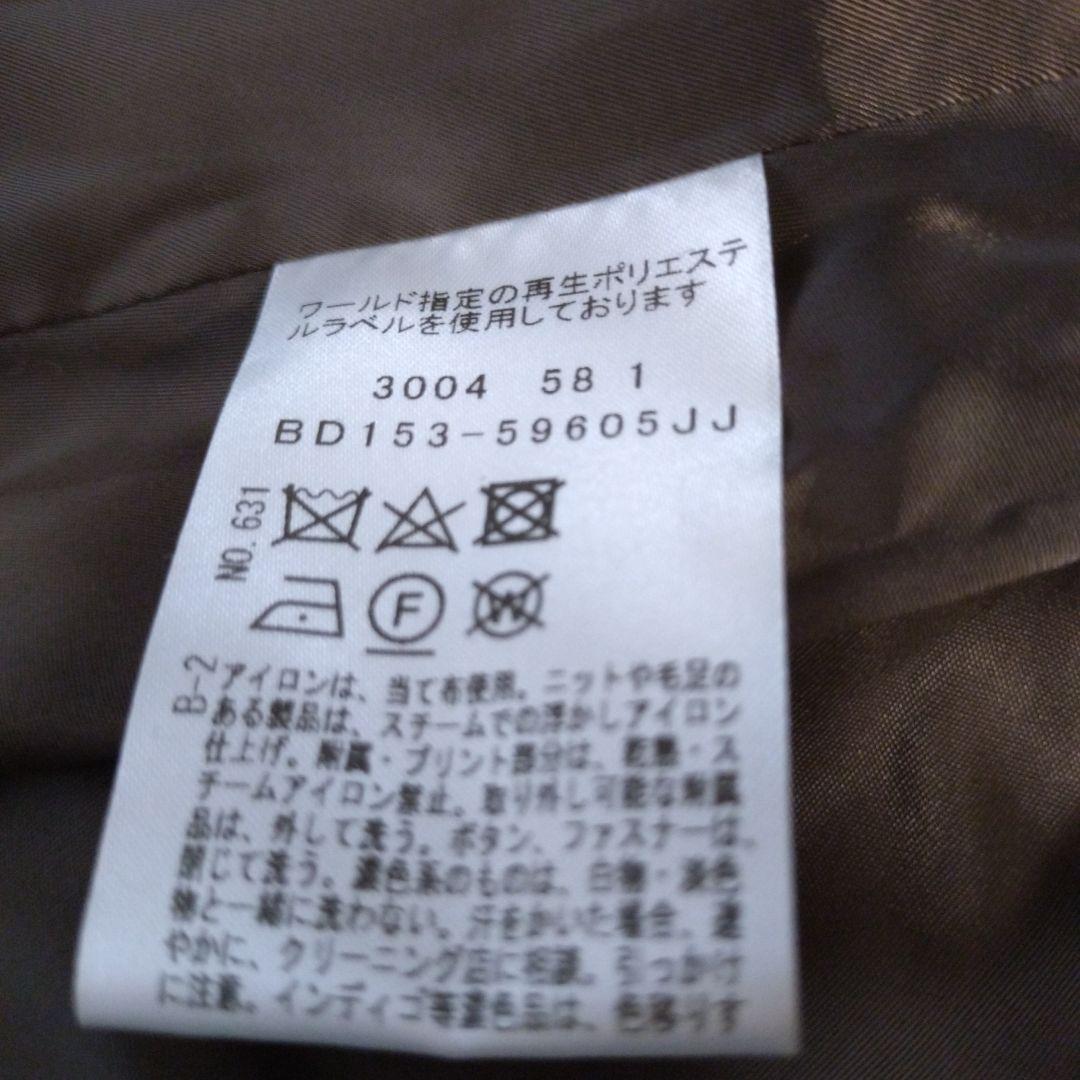 ワールド指定の再生ポリエステ
ルラベルを使用しております
3004 58 1
BD153-59605JJ
NO.631
F
W
B-2
アイロンは、当て布使用。ニットや毛足の
ある製品は、スチームでの浮かしアイロン
仕上げ。附属・プリント部分は、乾熱・ス
チームアイロン禁止。取り外し可能な附属
品は、外して洗う。ボタン、ファスナーは、
閉じて洗う。濃色系のものは、白物・淡色
物と一緒に洗わない。汗をかいた場合、速
やかに、クリーニング店に相談。引っかけ
に注意。インディゴ等濃色品は、色移りす